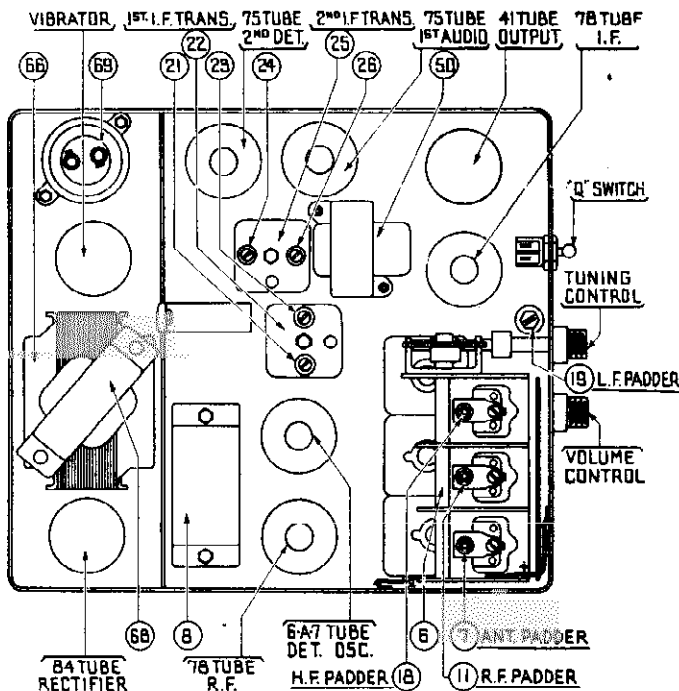 VIBRATOR 1ST. I.F. TRANS. 75 TUBE 2ND I.F. TRANS. 75 TUBE 41 TUBE 78 TUBE
2ND DET. 1ST AUDIO OUTPUT I.F.
22 25
66 69 21 23 24 26 50
"Q" SWITCH
TUNING
CONTROL
19 L.F. PADDER
VOLUME
CONTROL
68 8 6-A-7 TUBE 6 7 ANT. PADDER
84 TUBE 78 TUBE DET. OSC.
RECTIFIER R.F. H.F. PADDER 18 11 R.F. PADDER